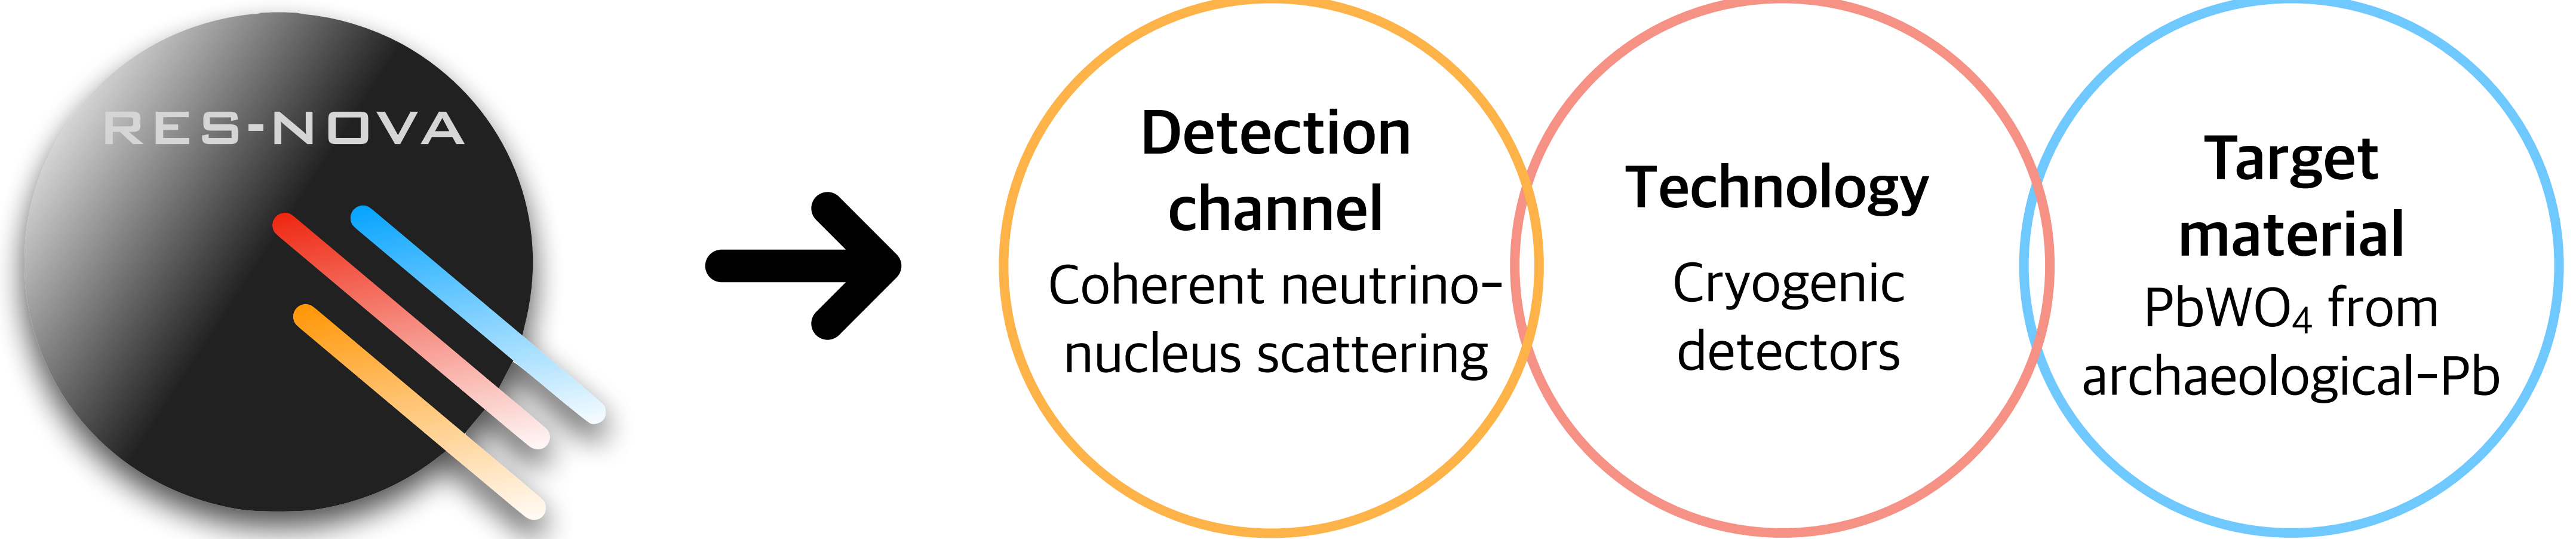 RES-NOVA
Detection
channel
Coherent neutrino-
nucleus scattering
Technology
Cryogenic
detectors
Target
material
PbWO₄ from
archaeological-Pb